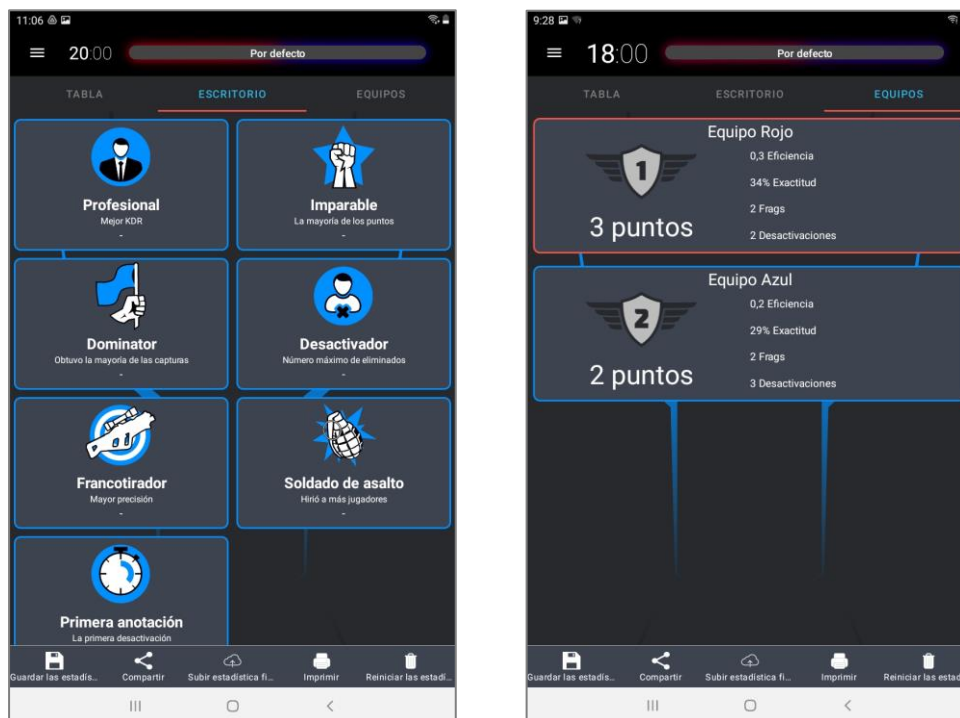 11:06
20:00
Por defecto
TABLA ESCRITORIO EQUIPOS
Profesional
Mejor KDR
-
Imparable
La mayoría de los puntos
-
Dominator
Obtuvo la mayoría de las capturas
-
Desactivador
Número máximo de eliminados
-
Francotirador
Mayor precisión
-
Soldado de asalto
Hirió a más jugadores
-
Primera anotación
La primera desactivación
Guardar las estadís... Compartir Subir estadística fi... Imprimir Reiniciar las estadí...
9:28
18:00
Por defecto
TABLA ESCRITORIO EQUIPOS
Equipo Rojo
1
3 puntos
0,3 Eficiencia
34% Exactitud
2 Frags
2 Desactivaciones
Equipo Azul
2
2 puntos
0,2 Eficiencia
29% Exactitud
2 Frags
3 Desactivaciones
Guardar las estadís... Compartir Subir estadística fi... Imprimir Reiniciar las estad